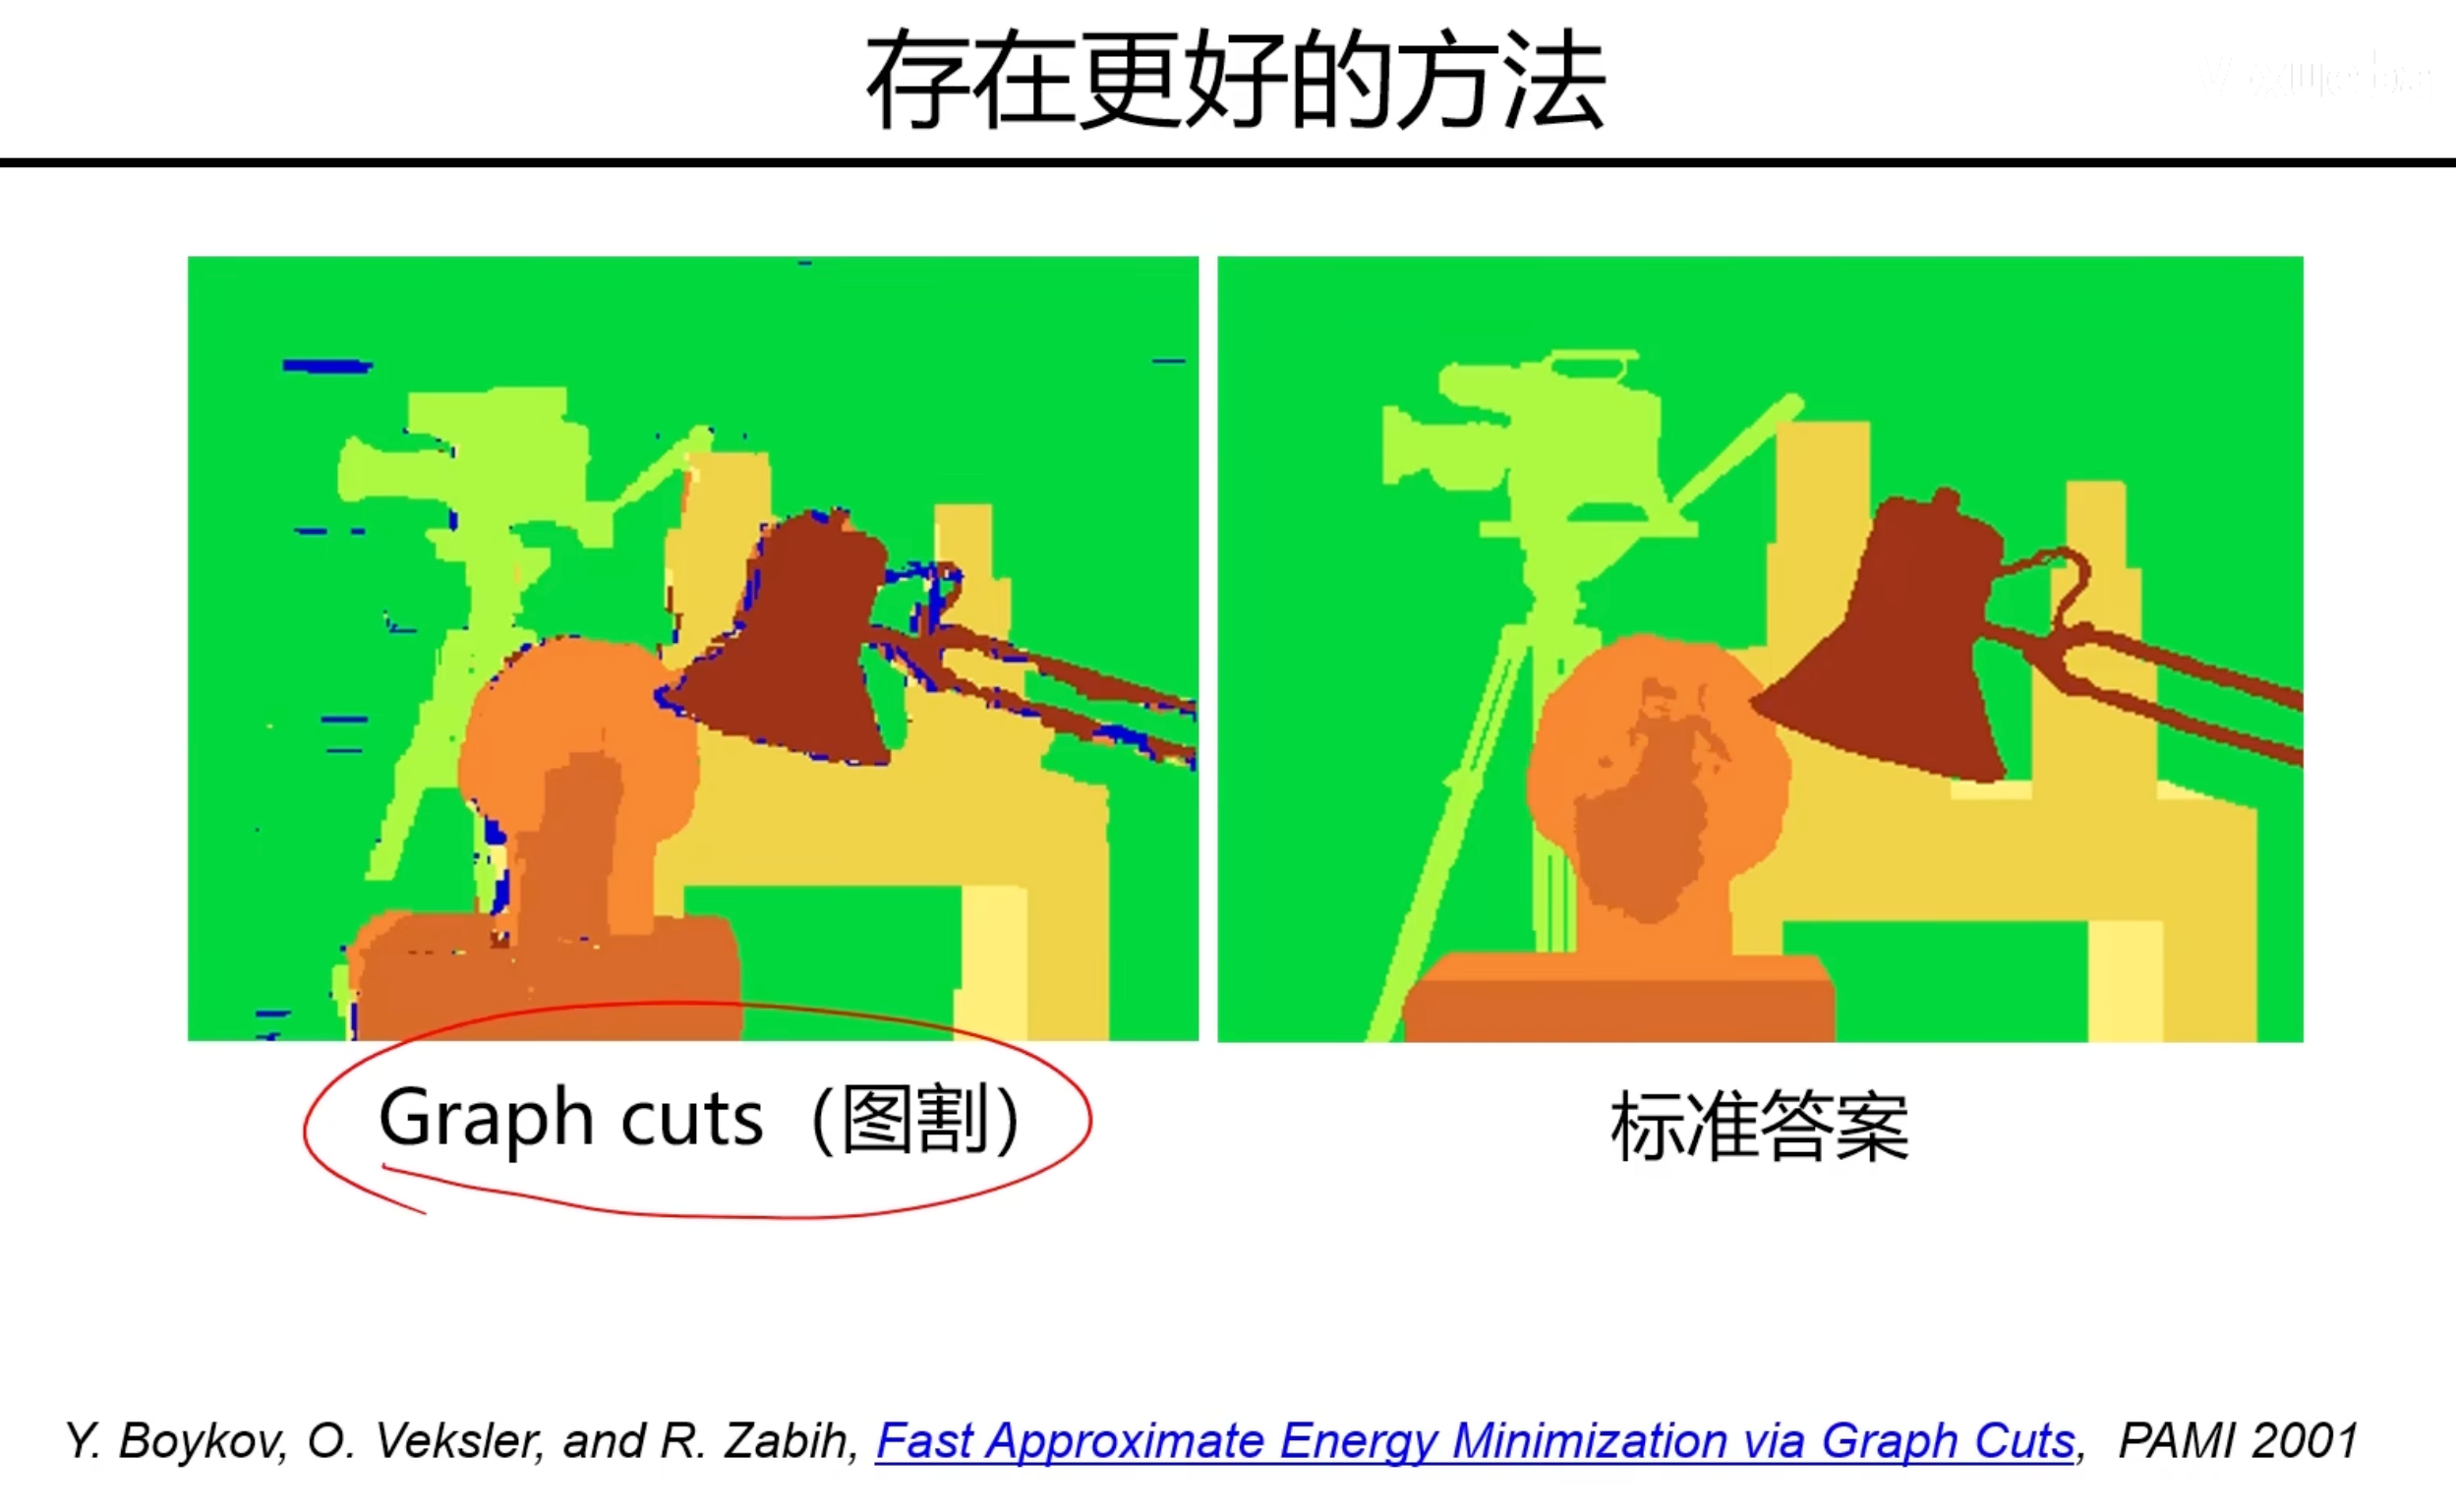 存在更好的方法
Graph cuts（图割）
标准答案
Y. Boykov, O. Veksler, and R. Zabih, Fast Approximate Energy Minimization via Graph Cuts, PAMI 2001